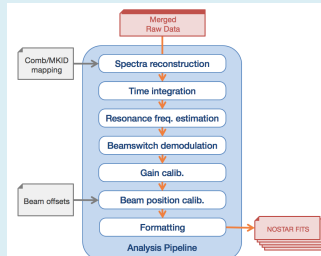 Merged
Raw Data
Comb/MKID
mapping
Spectra reconstruction
Time integration
Resonance freq. estimation
Beamswitch demodulation
Gain calib.
Beam offsets
Beam position calib.
Formatting
NOSTAR FITS
Analysis Pipeline